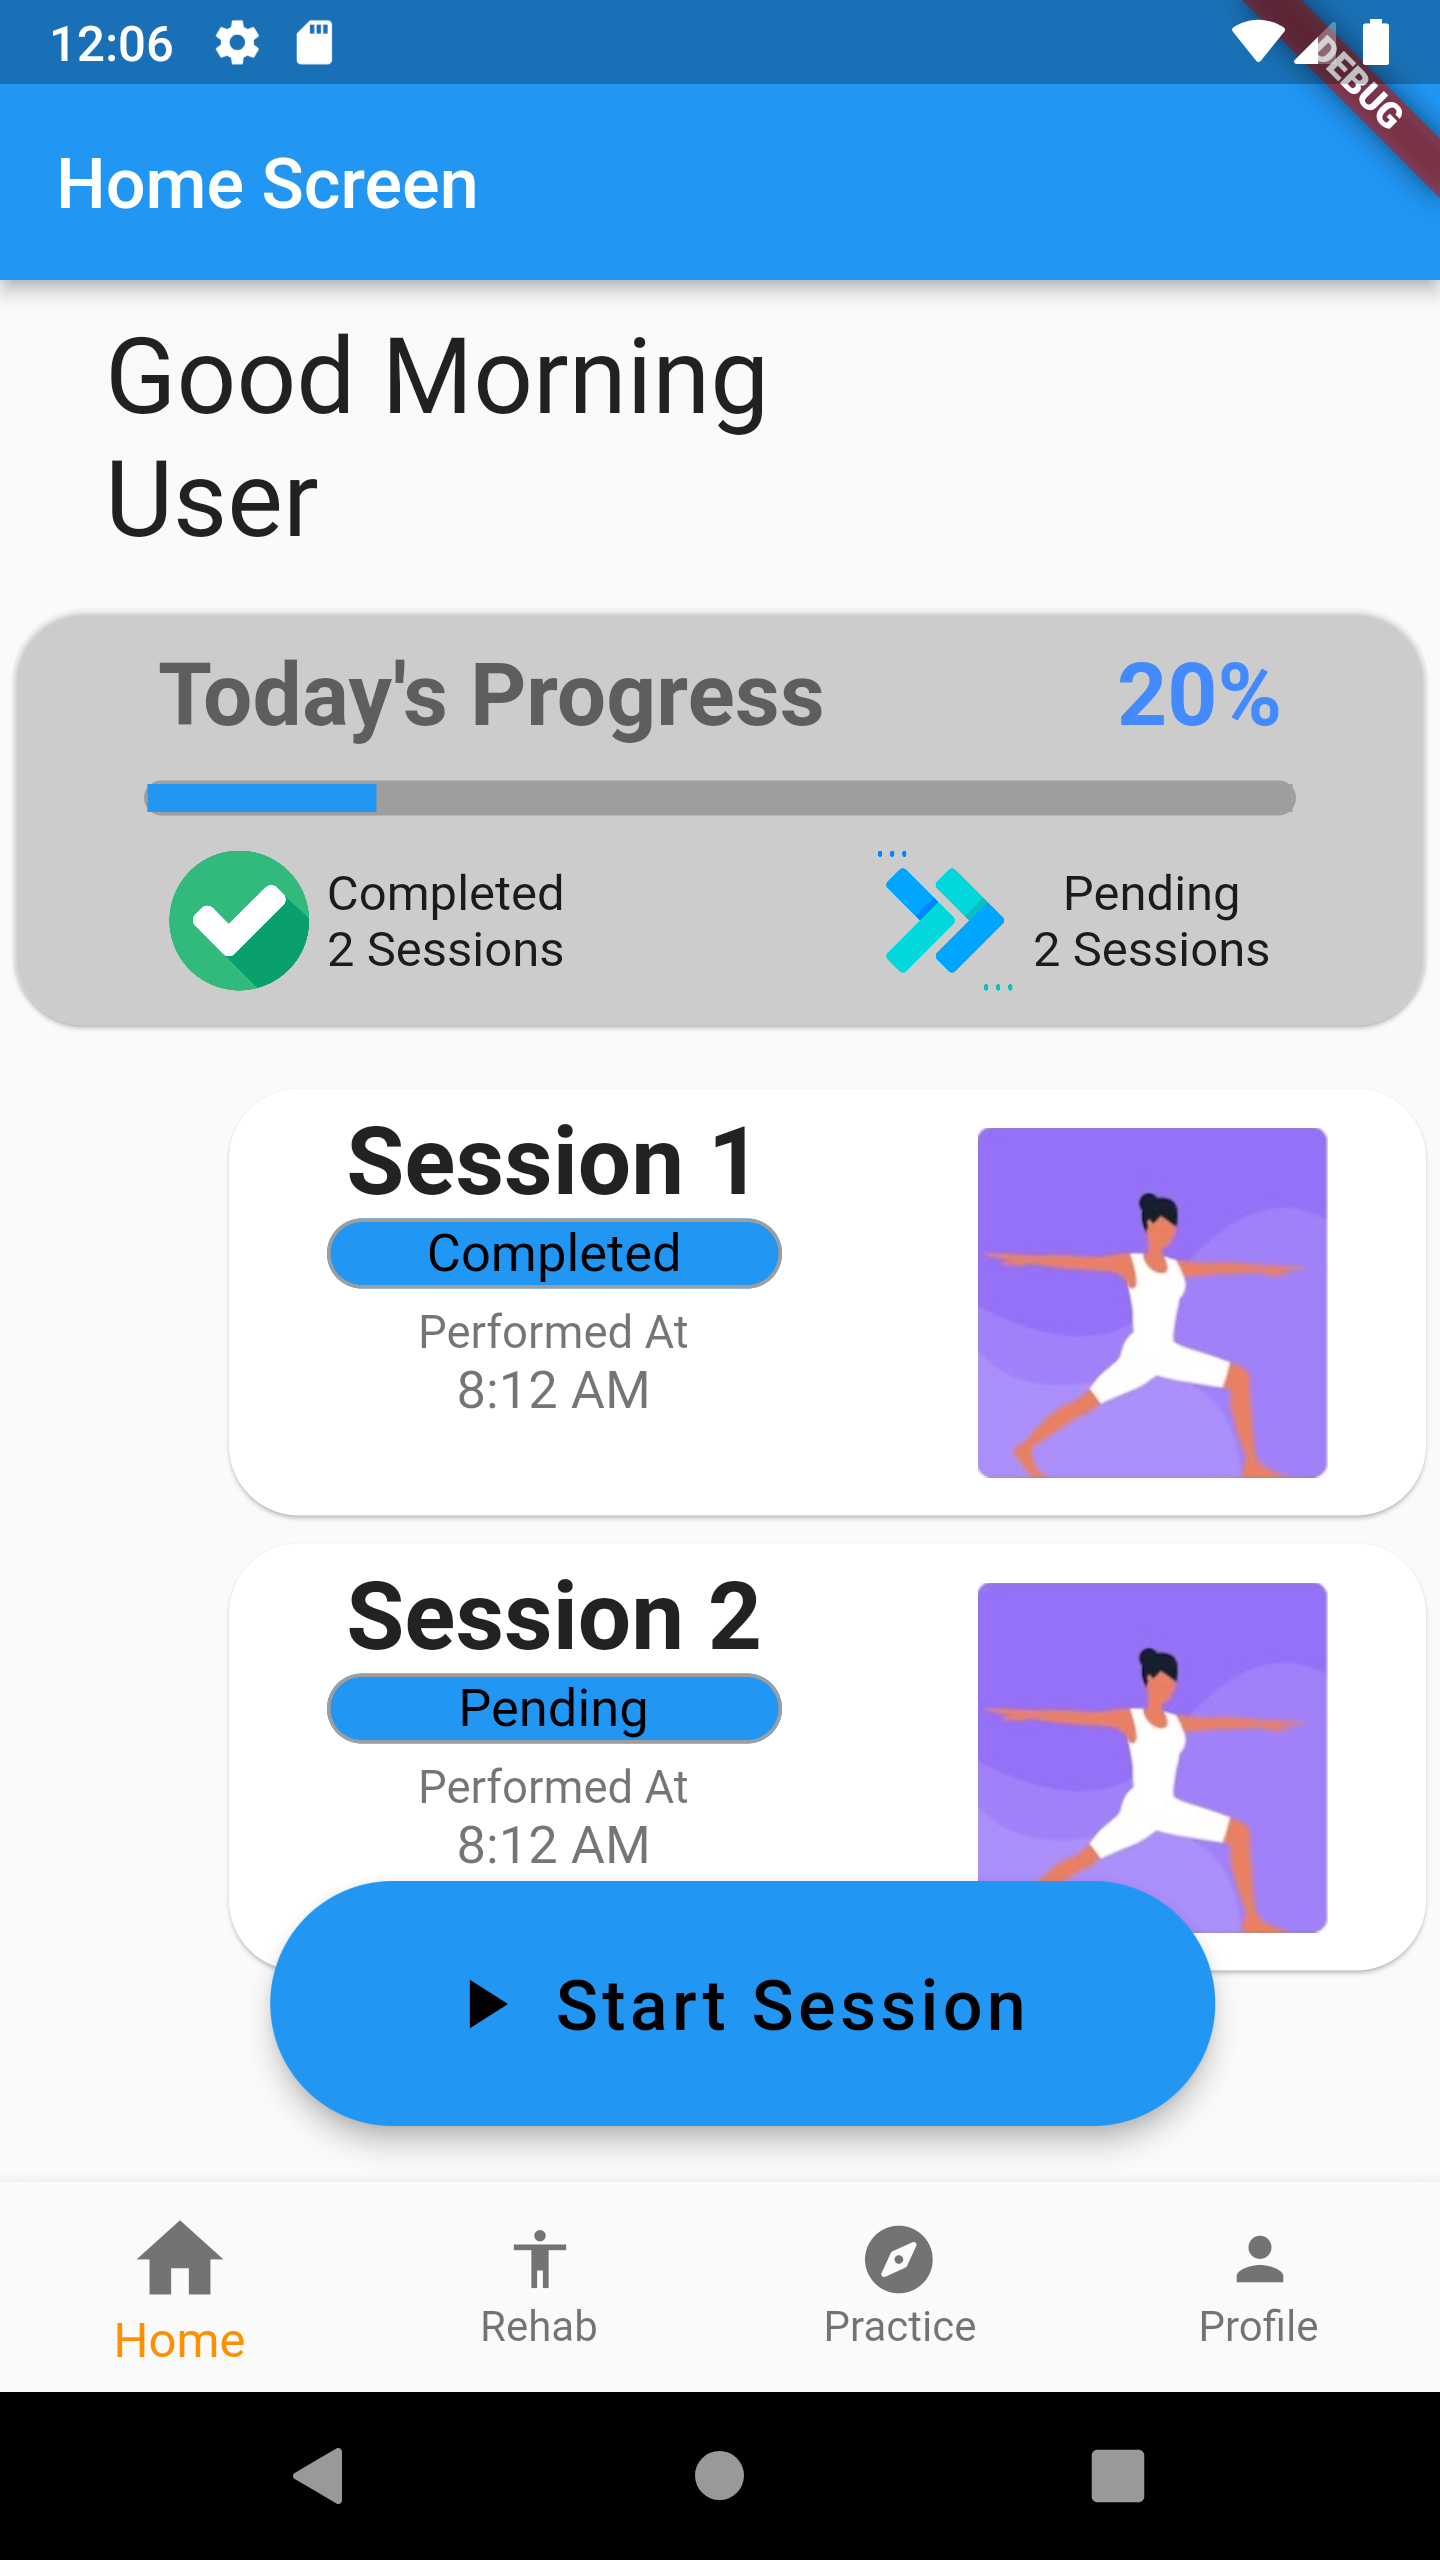 12:06
DEBUG
Home Screen
Good Morning
User
Today's Progress 20%
Completed
2 Sessions
Pending
2 Sessions
Session 1
Completed
Performed At
8:12 AM
Session 2
Pending
Performed At
8:12 AM
Start Session
Home
Rehab
Practice
Profile